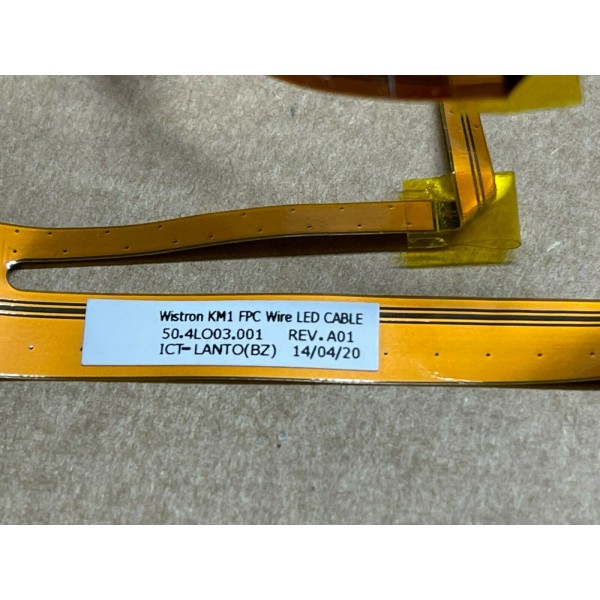 Wistron KM1 FPC Wire LED CABLE
50.4LO03.001 REV.A01
ICT-LANTO(BZ) 14/04/20